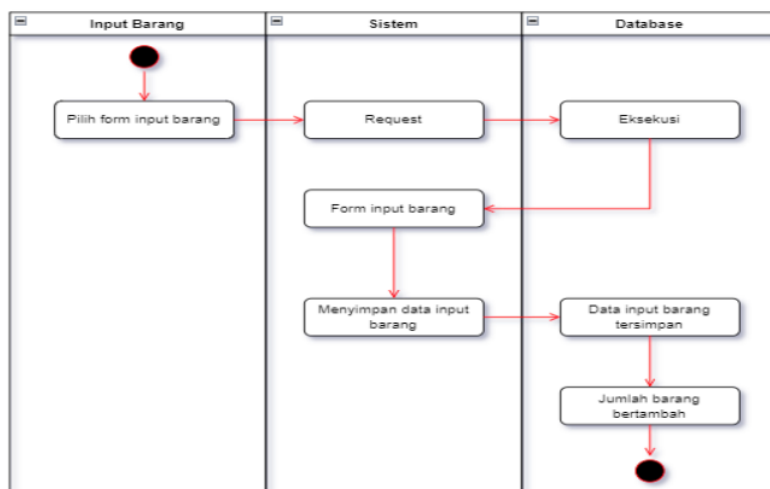 Input Barang
Sistem
Database
Pilih form input barang
Request
Eksekusi
Form input barang
Menyimpan data input
barang
Data input barang
tersimpan
Jumlah barang
bertambah